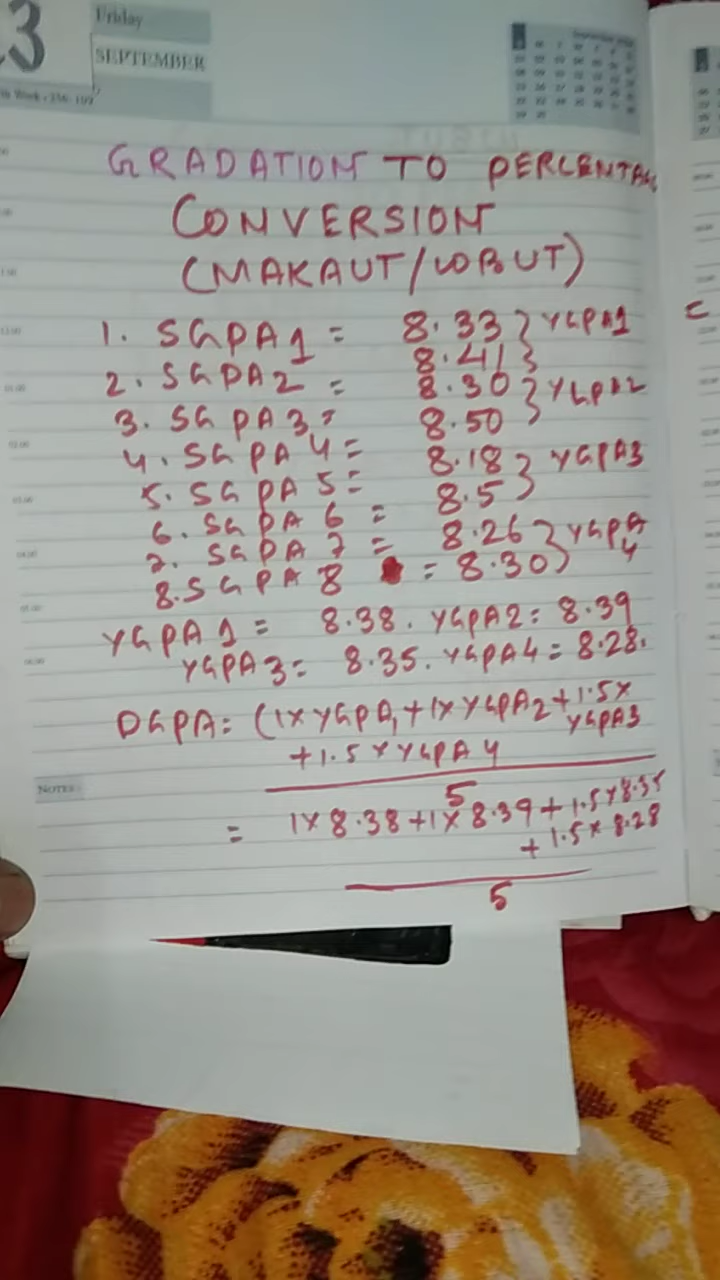 3
Friday
SEPTEMBER
GRADATION TO PERCENTAG
CONVERSION
(MAKAUT/WBUT)
1. SGPA1 = 8.33 } YGPA1
2. SGPA2 = 8.41 }
3. SGPA3 = 8.30 } YGPA2
4. SGPA4 = 8.50 }
5. SGPA5 = 8.18 } YGPA3
6. SGPA6 = 8.5 }
7. SGPA7 = 8.26 } YGPA4
8. SGPA8 = 8.30 }
YGPA1 = 8.38. YGPA2 = 8.39
YGPA3 = 8.35. YGPA4 = 8.28.
DGPA = (1×YGPA1 + 1×YGPA2 + 1.5×YGPA3
+1.5×YGPA4
5
= 1×8.38+1×8.39+1.5×8.35
+1.5×8.28
5
NOTES